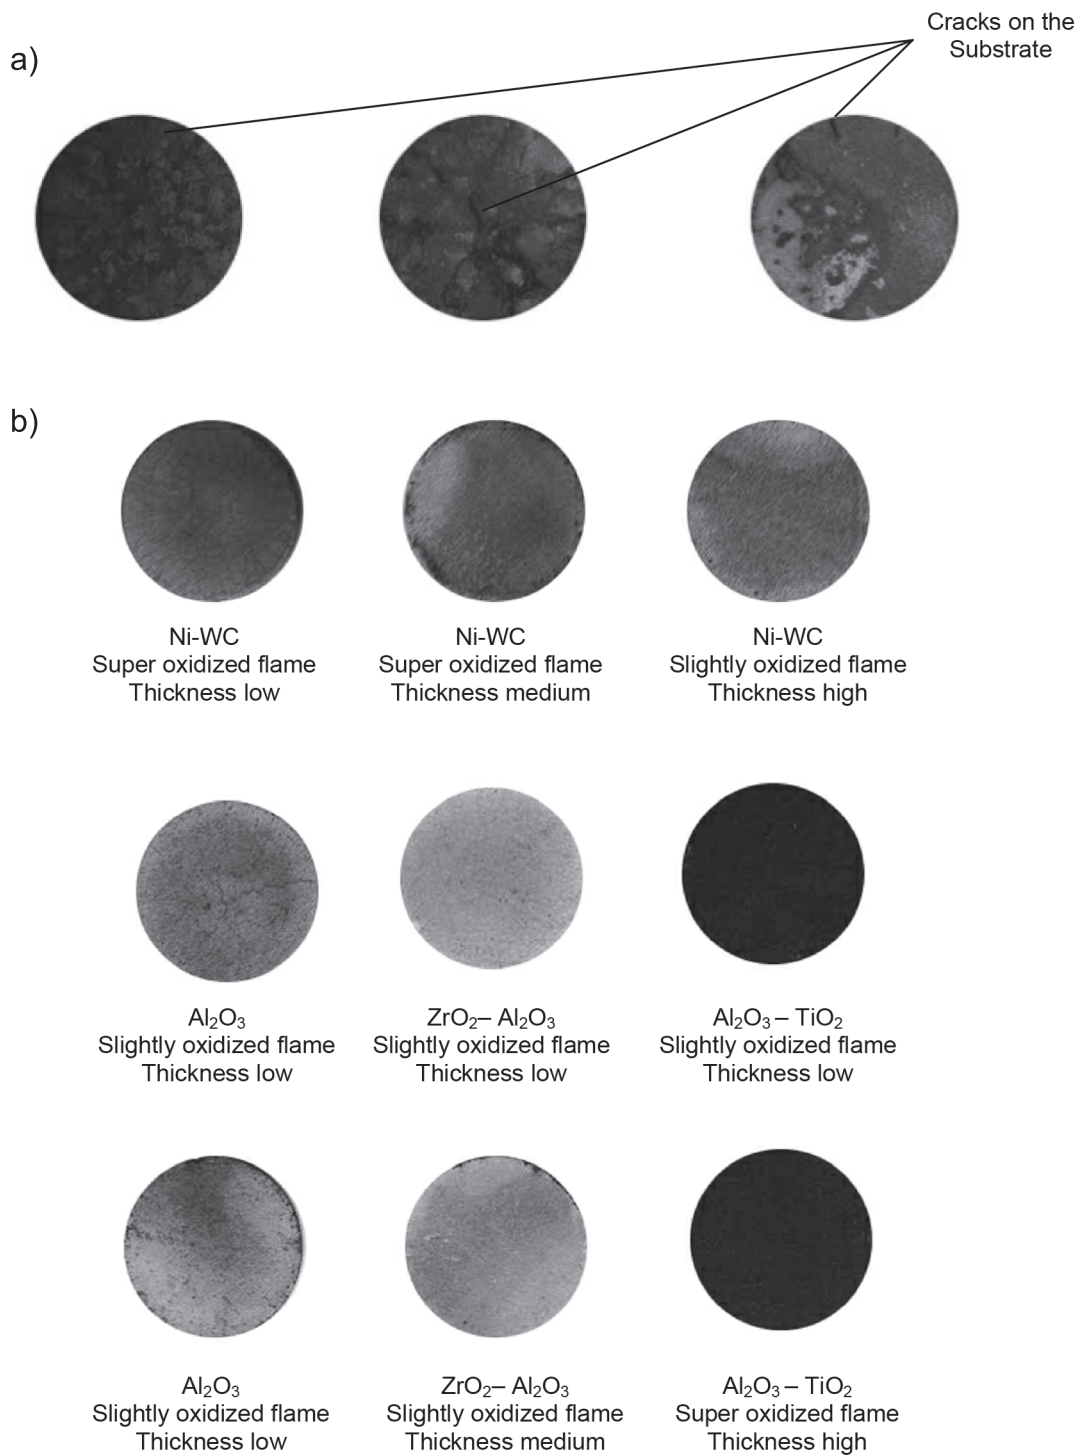 a)
Cracks on the
Substrate
b)
Ni-WC
Super oxidized flame
Thickness low
Ni-WC
Super oxidized flame
Thickness medium
Ni-WC
Slightly oxidized flame
Thickness high
Al₂O₃
Slightly oxidized flame
Thickness low
ZrO₂– Al₂O₃
Slightly oxidized flame
Thickness low
Al₂O₃ – TiO₂
Slightly oxidized flame
Thickness low
Al₂O₃
Slightly oxidized flame
Thickness low
ZrO₂– Al₂O₃
Slightly oxidized flame
Thickness medium
Al₂O₃ – TiO₂
Super oxidized flame
Thickness high